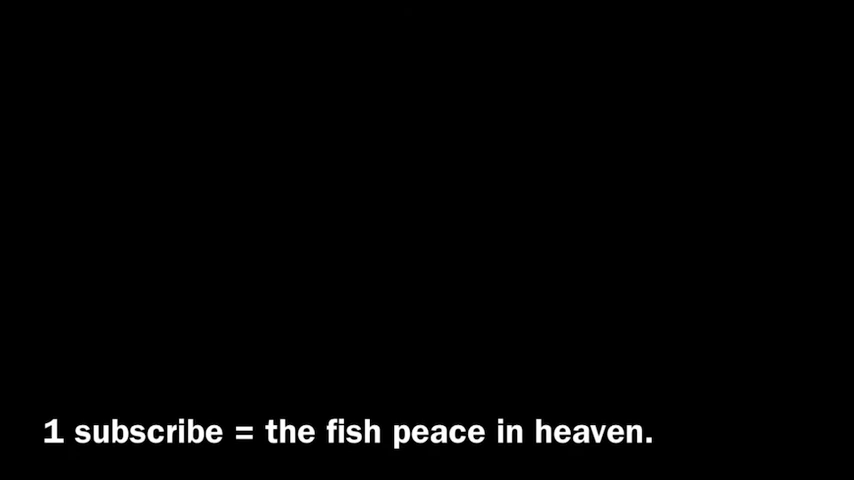 1 subscribe = the fish peace in heaven.